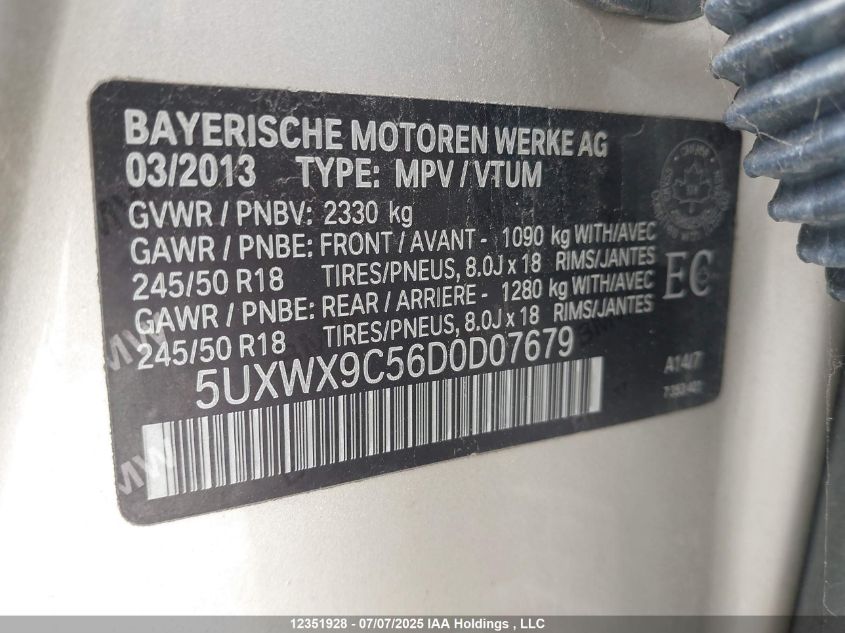 BAYERISCHE MOTOREN WERKE AG
03/2013 TYPE: MPV / VTUM
GVWR / PNBV: 2330 kg
GAWR / PNBE: FRONT / AVANT - 1090 kg WITH/AVEC
245/50 R18 TIRES/PNEUS, 8.0J x 18 RIMS/JANTES
GAWR / PNBE: REAR / ARRIERE - 1280 kg WITH/AVEC
245/50 R18 TIRES/PNEUS, 8.0J x 18 RIMS/JANTES
EC
5UXWX9C56D0D07679
A14/7
12351928 - 07/07/2025 IAA Holdings , LLC